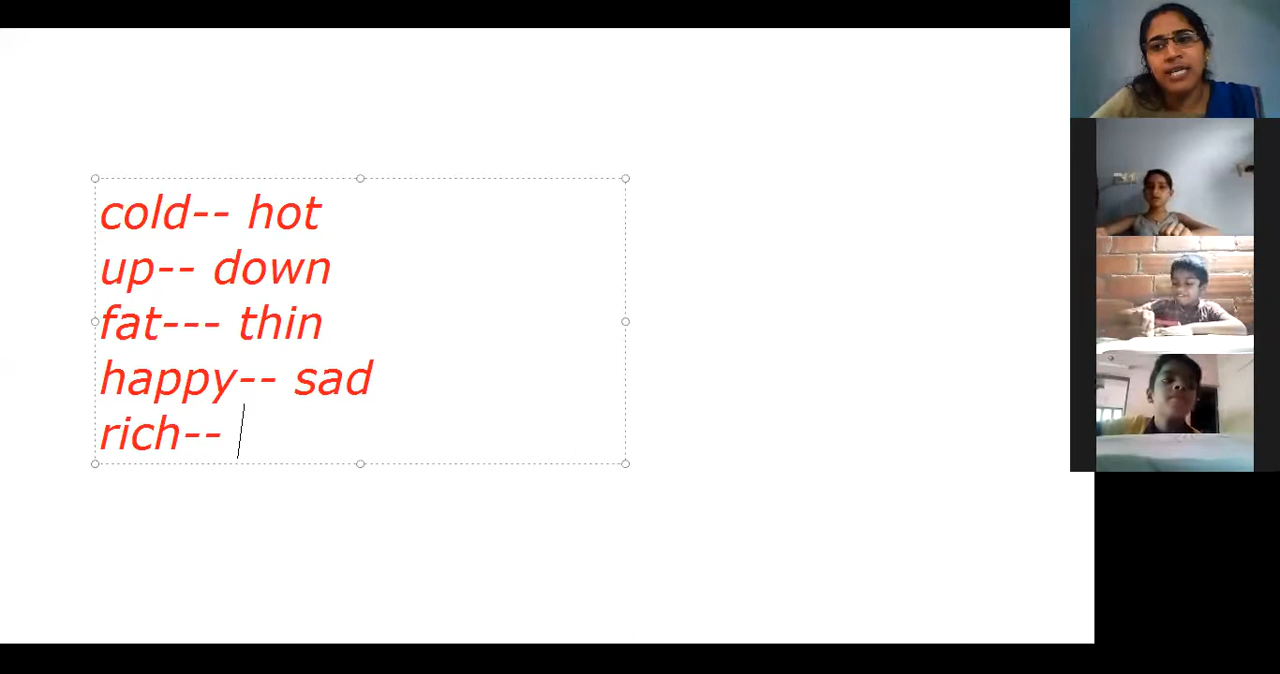 cold-- hot
up-- down
fat--- thin
happy-- sad
rich--